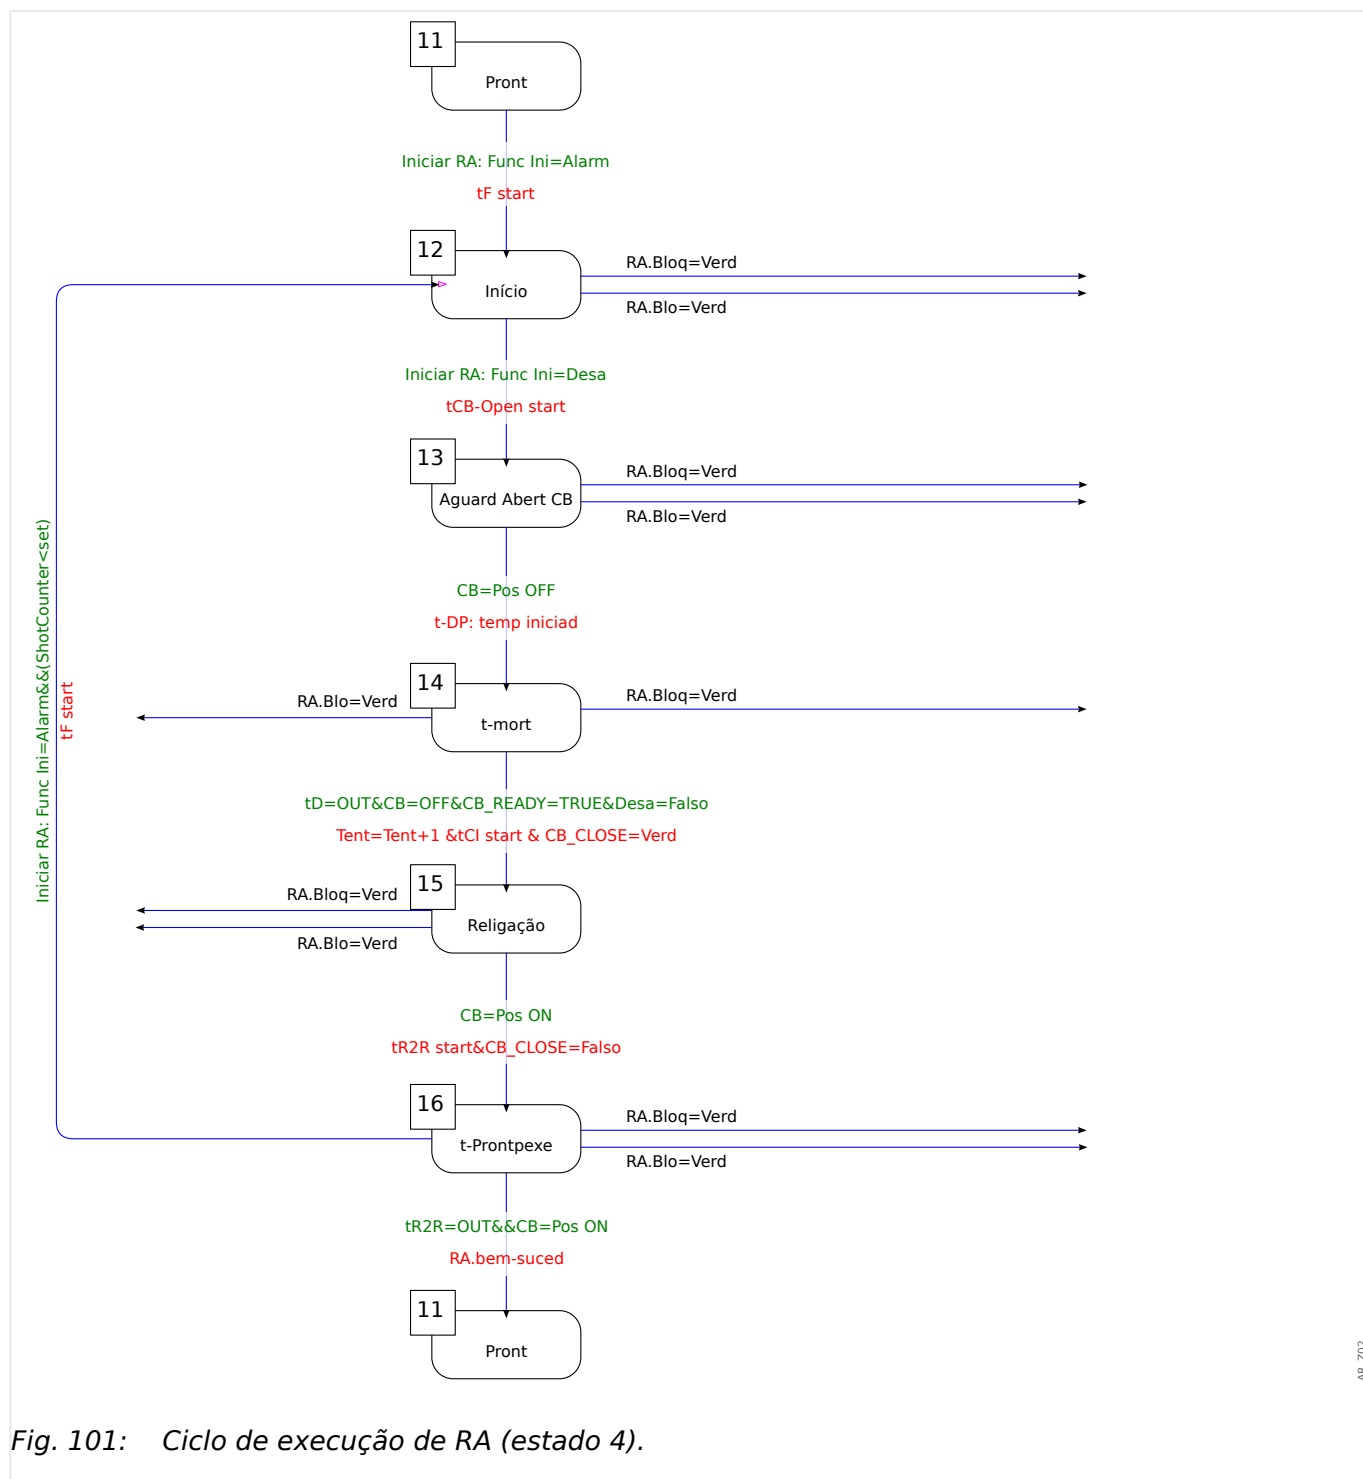 11
Pront
Iniciar RA: Func Ini=Alarm
tF start
12
Início
RA.Bloq=Verd
RA.Blo=Verd
Iniciar RA: Func Ini=Desa
tCB-Open start
13
Aguard Abert CB
RA.Bloq=Verd
RA.Blo=Verd
CB=Pos OFF
t-DP: temp iniciad
Iniciar RA: Func Ini=Alarm&&(ShotCounter<set)
tF start
14
t-mort
RA.Blo=Verd
RA.Bloq=Verd
tD=OUT&CB=OFF&CB_READY=TRUE&Desa=Falso
Tent=Tent+1 &tCI start & CB_CLOSE=Verd
15
Religação
RA.Bloq=Verd
RA.Blo=Verd
CB=Pos ON
tR2R start&CB_CLOSE=Falso
16
t-Prontpexe
RA.Bloq=Verd
RA.Blo=Verd
tR2R=OUT&&CB=Pos ON
RA.bem-suced
11
Pront
Fig. 101: Ciclo de execução de RA (estado 4).